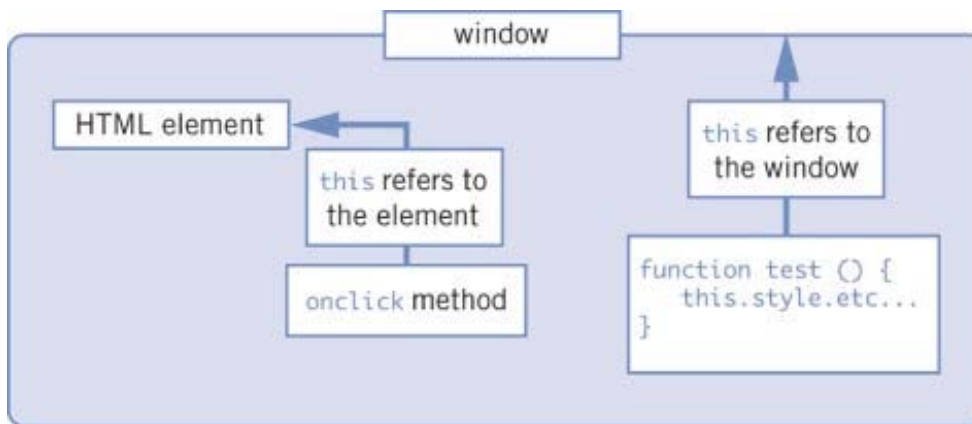 window
HTML element
this refers to
the element
onclick method
this refers to
the window
function test () {
this.style.etc...
}